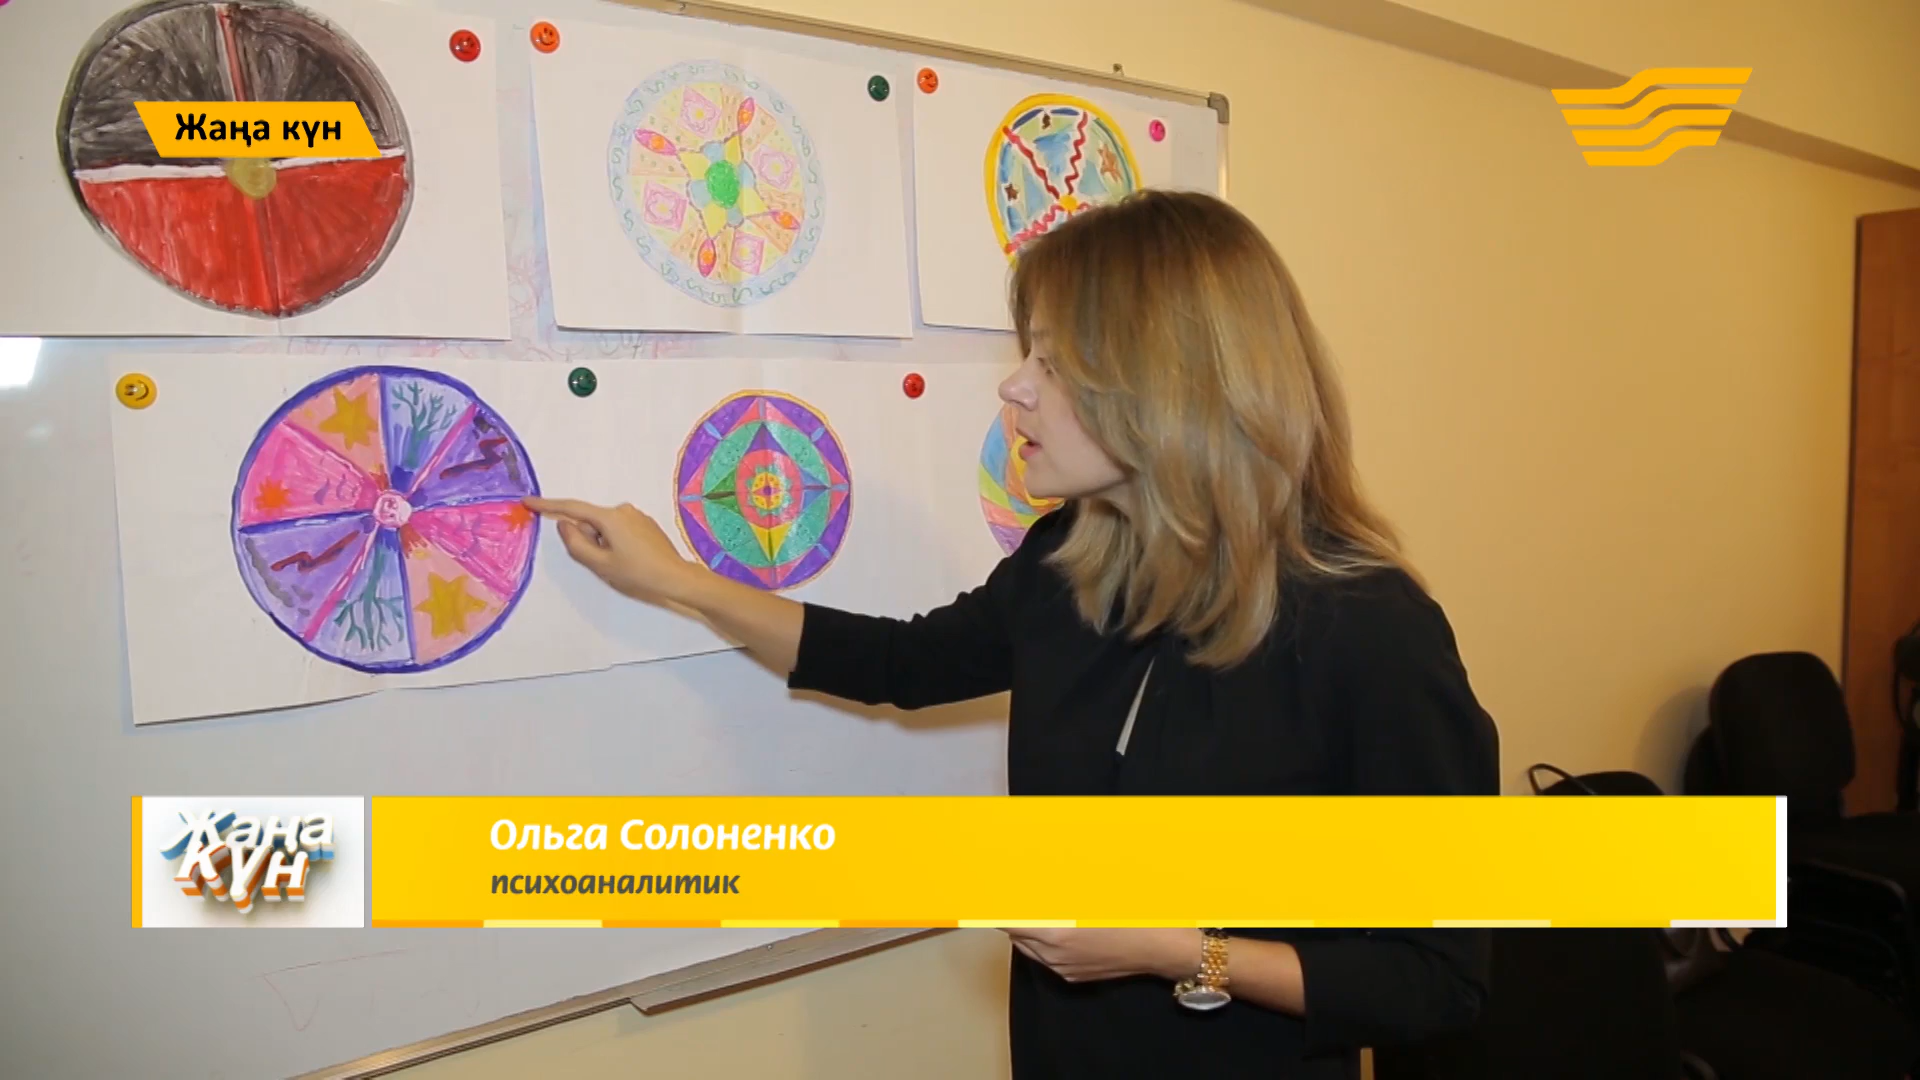 Жаңа күн
Жаңа
күн
Ольга Солоненко
психоаналитик